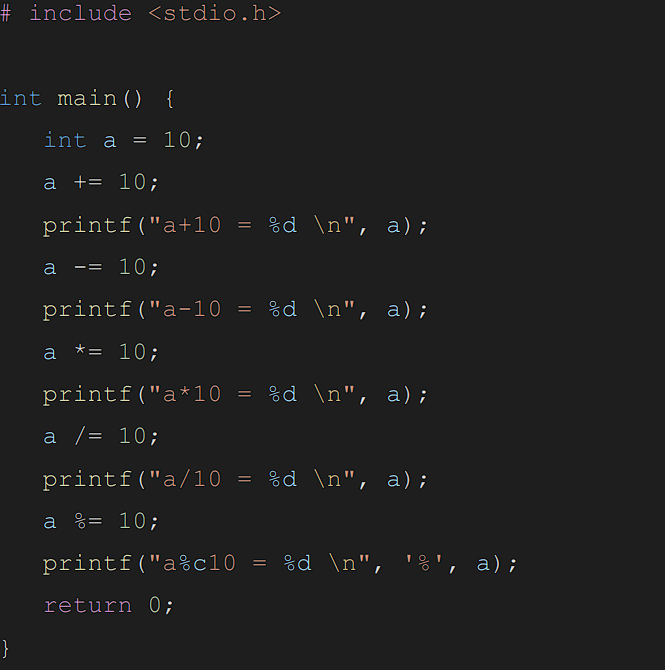 # include <stdio.h>
int main() {
int a = 10;
a += 10;
printf("a+10 = %d \n", a);
a -= 10;
printf("a-10 = %d \n", a);
a *= 10;
printf("a*10 = %d \n", a);
a /= 10;
printf("a/10 = %d \n", a);
a %= 10;
printf("a%c10 = %d \n", '%', a);
return 0;
}